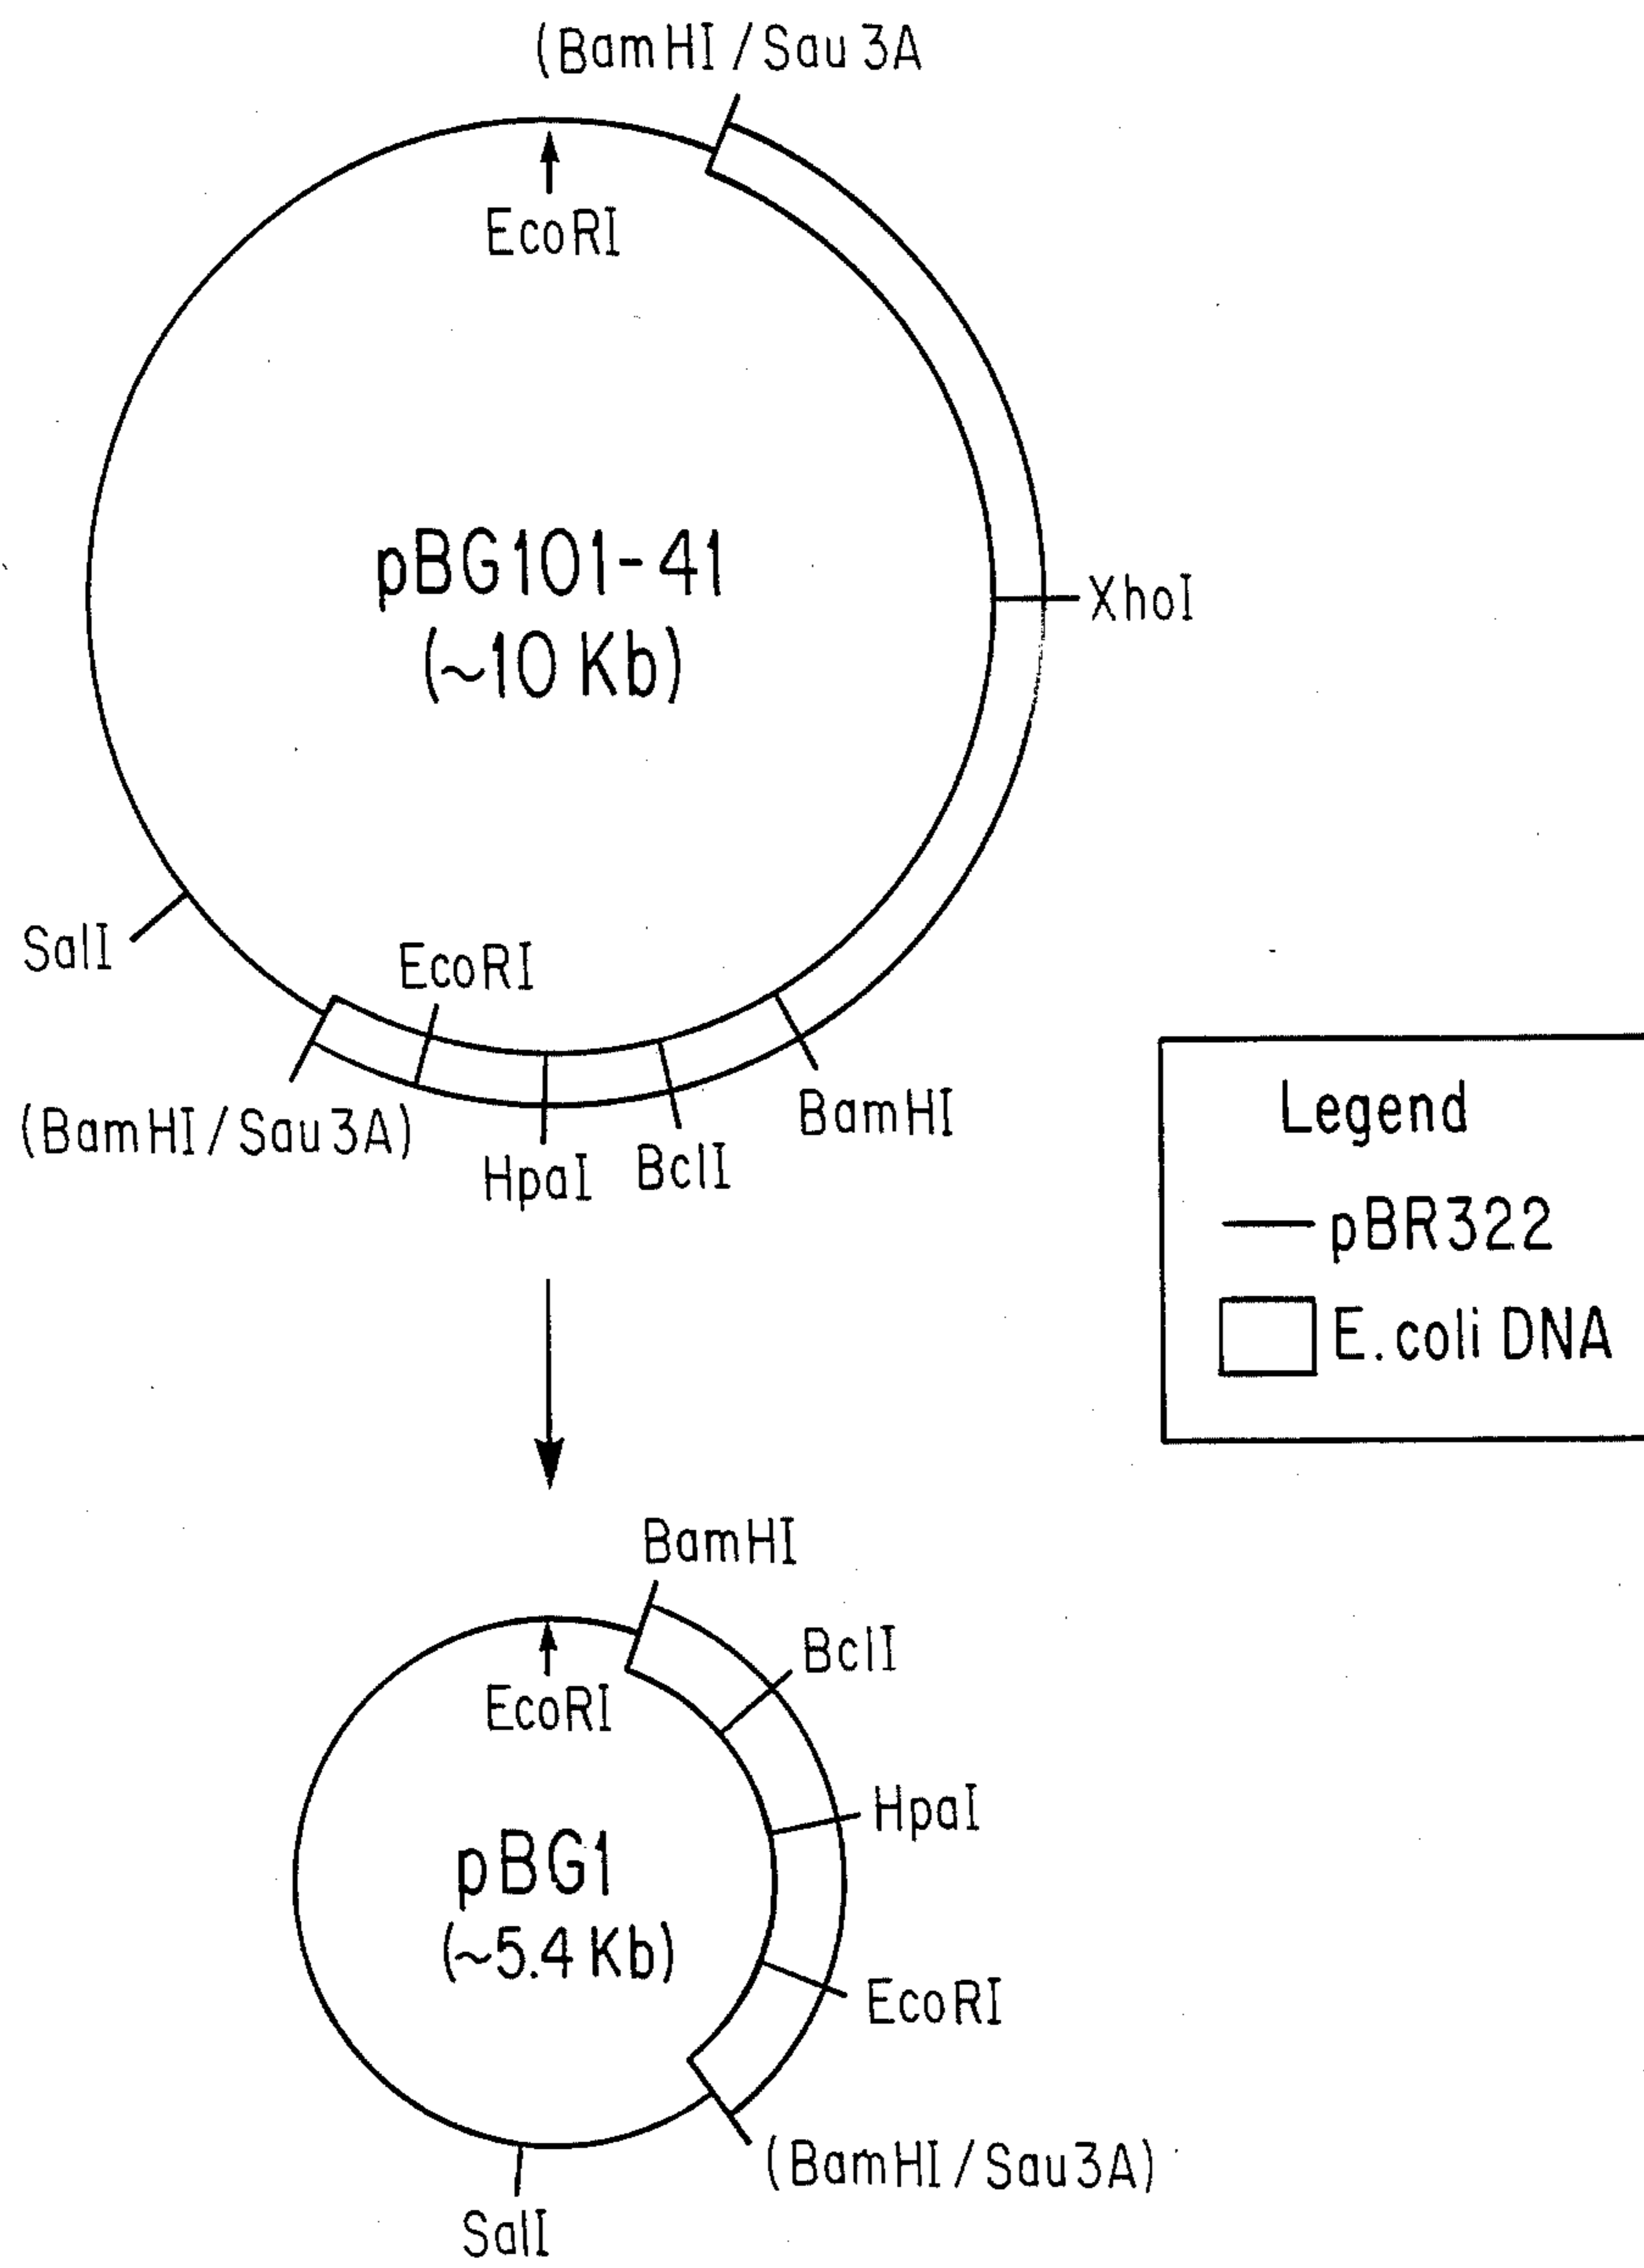 (BamHI/Sau 3A
EcoRI
pBG101-41
(~10 Kb)
XhoI
SalI
EcoRI
(BamHI/Sau3A)
HpaI
BclI
BamHI
Legend
pBR322
E.coli DNA
BamHI
BclI
EcoRI
HpaI
pBG1
(~5.4 Kb)
EcoRI
(BamHI/Sau3A)
SalI